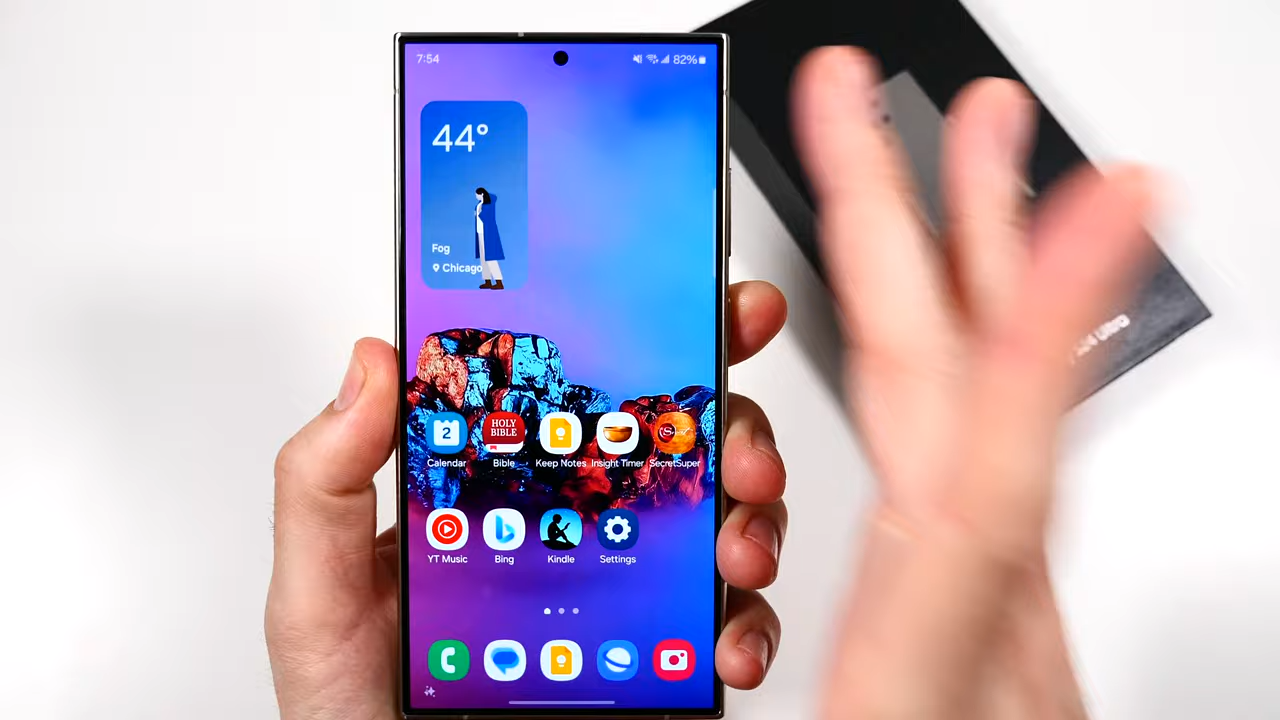 7:54
82%
44°
Fog
Chicago
2
HOLY
BIBLE
Calendar
Bible
Keep Notes
Insight Timer
S
SecretSuper
YT Music
Bing
Kindle
Settings
Ultra